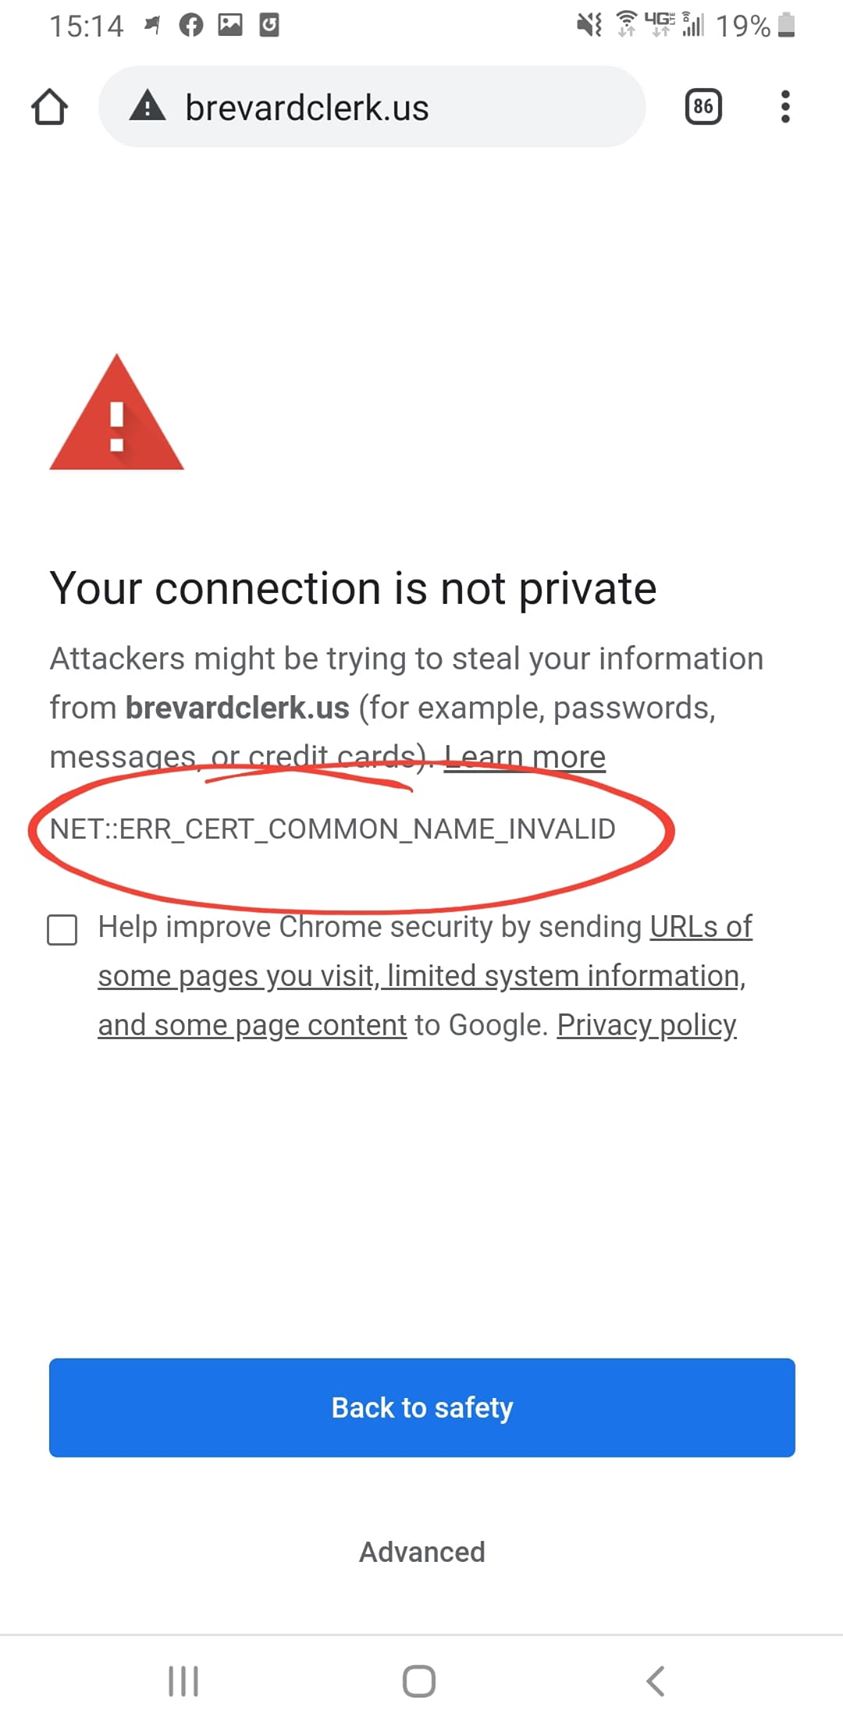 15:14 4GE 19%
brevardclerk.us 86
Your connection is not private
Attackers might be trying to steal your information
from brevardclerk.us (for example, passwords,
messages, or credit cards). Learn more
NET::ERR_CERT_COMMON_NAME_INVALID
Help improve Chrome security by sending URLs of
some pages you visit, limited system information,
and some page content to Google. Privacy policy
Back to safety
Advanced